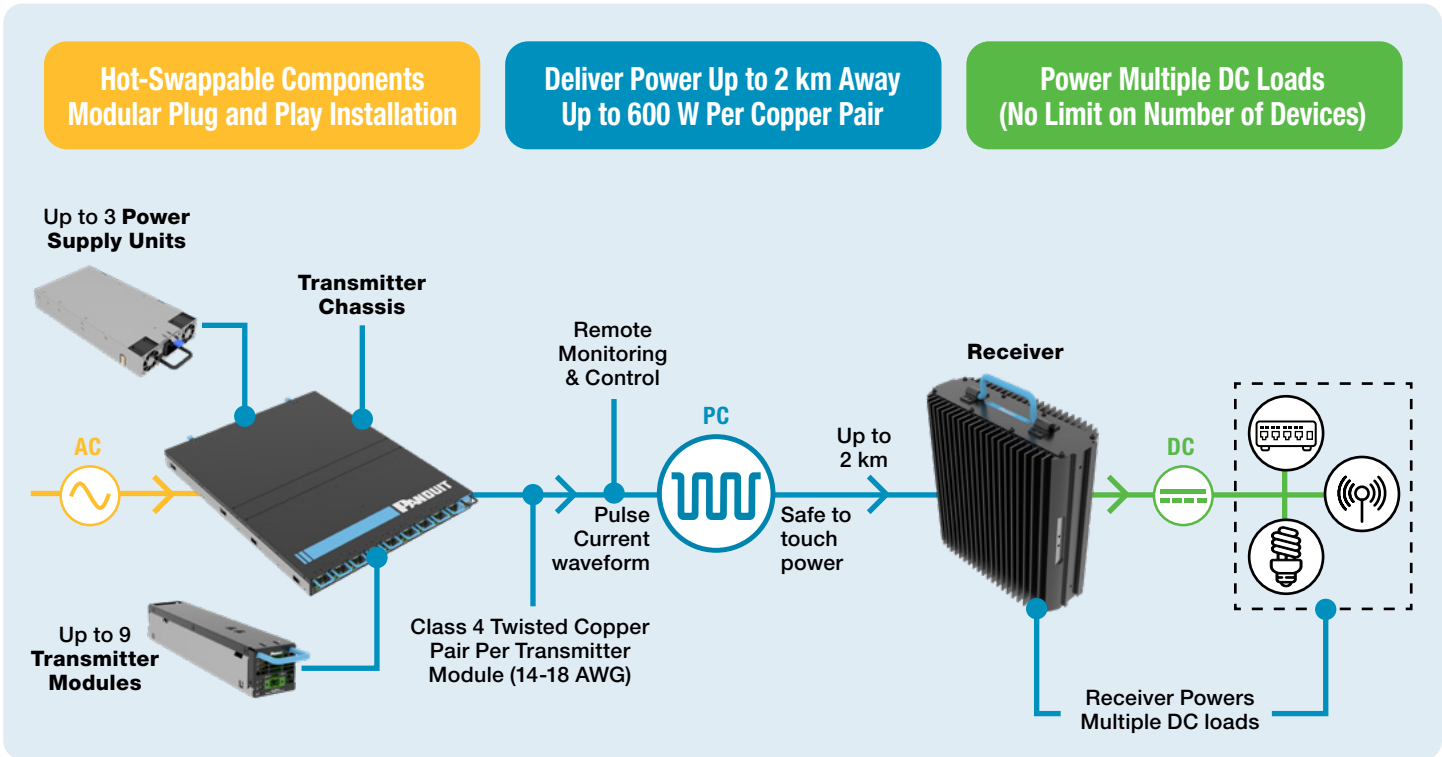 Hot-Swappable Components
Modular Plug and Play Installation
Deliver Power Up to 2 km Away
Up to 600 W Per Copper Pair
Power Multiple DC Loads
(No Limit on Number of Devices)
Up to 3 Power
Supply Units
Transmitter
Chassis
Remote
Monitoring
& Control
Receiver
AC
PANDUIT
PC
Up to
2 km
DC
Pulse
Current
waveform
Safe to
touch
power
Up to 9
Transmitter
Modules
Class 4 Twisted Copper
Pair Per Transmitter
Module (14-18 AWG)
Receiver Powers
Multiple DC loads